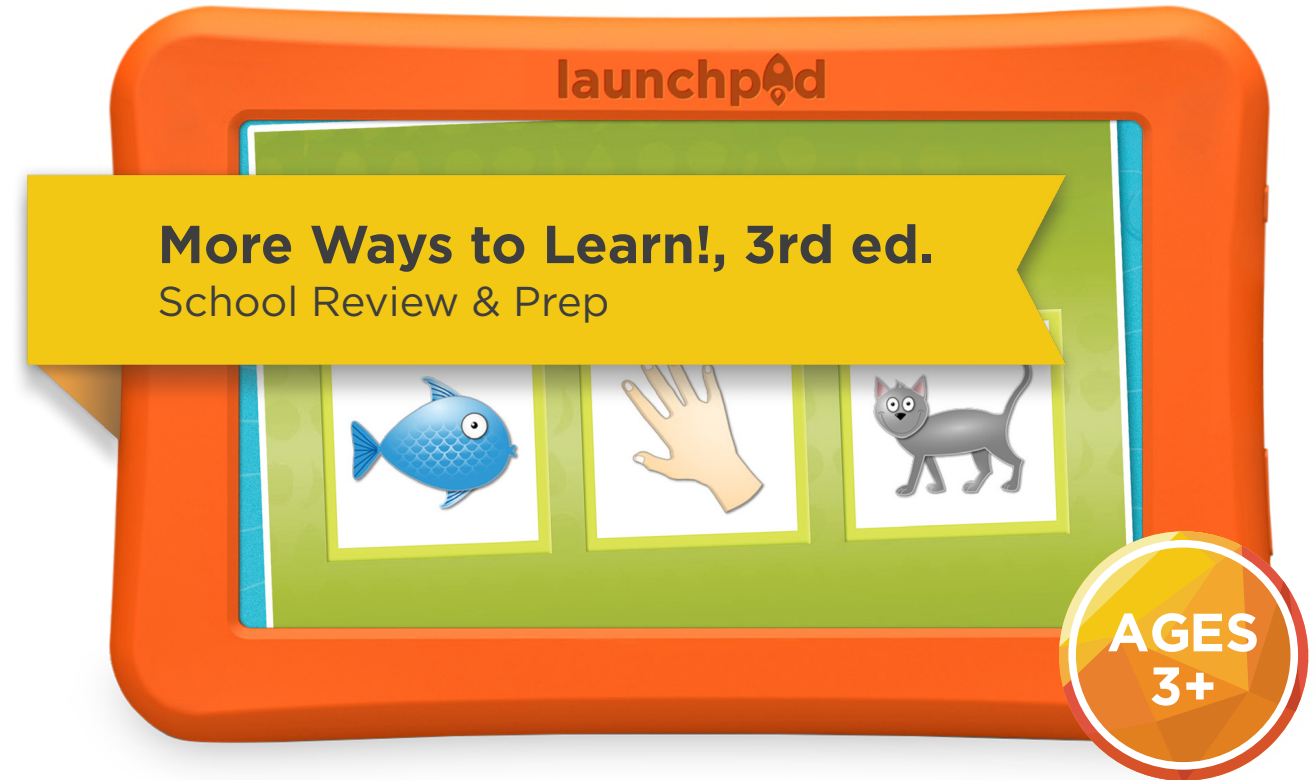 launchpad
More Ways to Learn!, 3rd ed.
School Review & Prep
AGES
3+